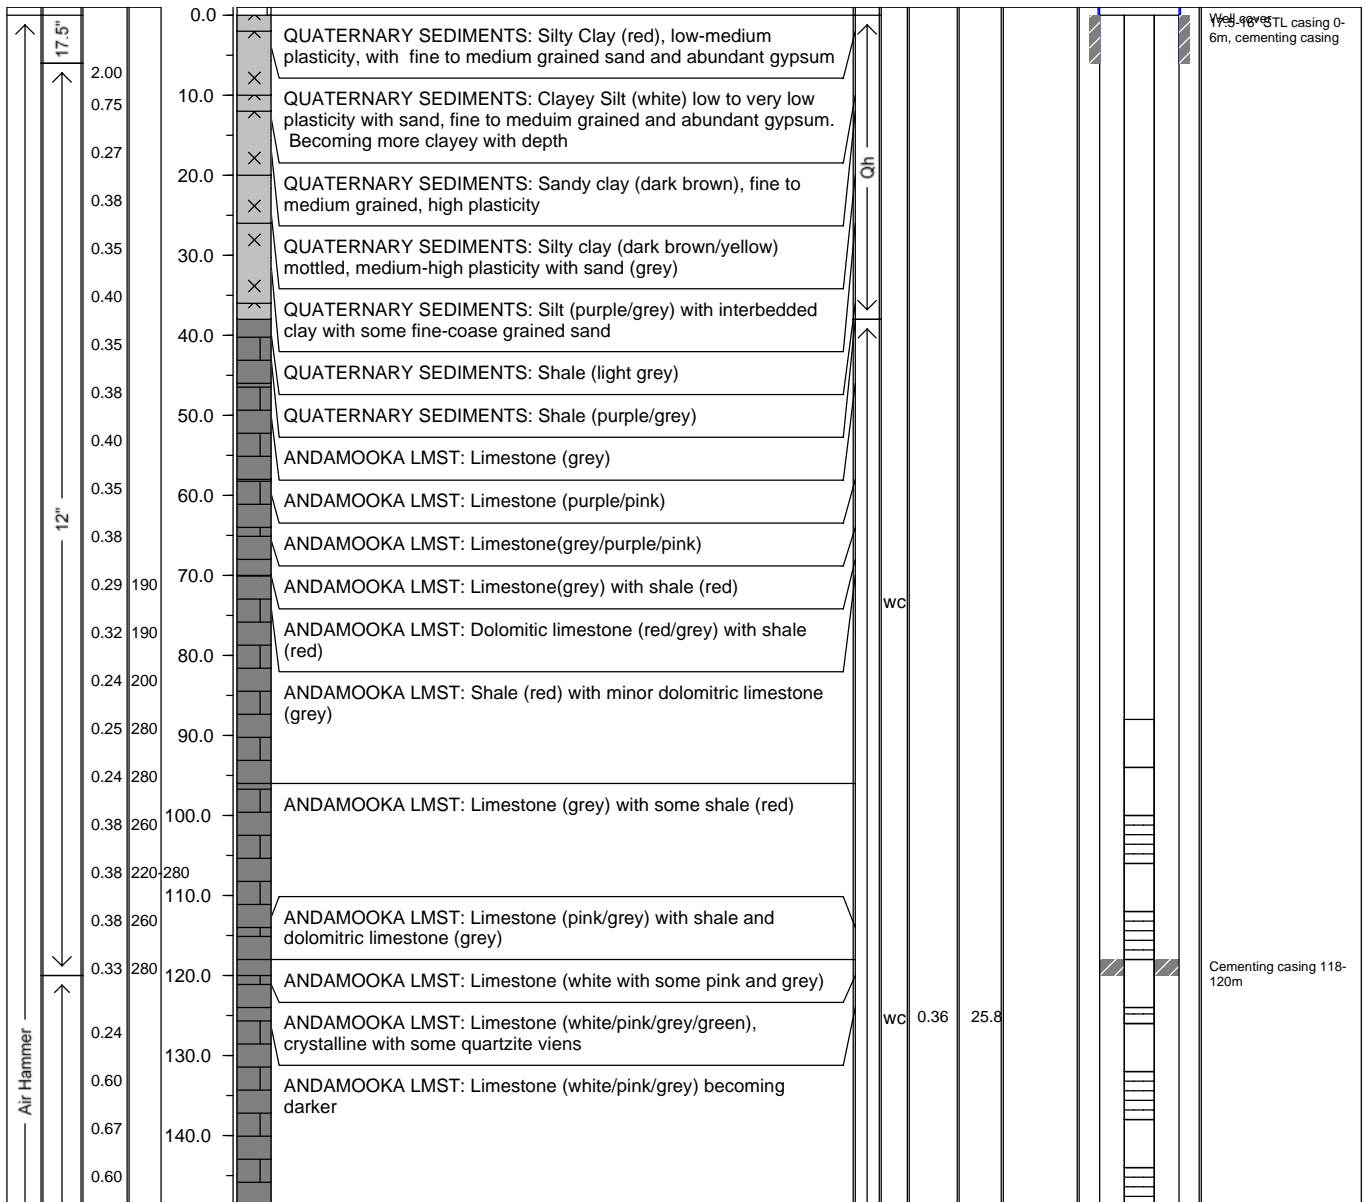 Air Hammer
17.5"
12"
2.00
0.75
0.27
0.38
0.35
0.40
0.35
0.38
0.40
0.35
0.38
0.29 190
0.32 190
0.24 200
0.25 280
0.24 280
0.38 260
0.38 220-280
0.38 260
0.33 280
0.24
0.60
0.67
0.60
0.0
10.0
20.0
30.0
40.0
50.0
60.0
70.0
80.0
90.0
100.0
110.0
120.0
130.0
140.0
QUATERNARY SEDIMENTS: Silty Clay (red), low-medium
plasticity, with fine to medium grained sand and abundant gypsum
QUATERNARY SEDIMENTS: Clayey Silt (white) low to very low
plasticity with sand, fine to meduim grained and abundant gypsum.
Becoming more clayey with depth
QUATERNARY SEDIMENTS: Sandy clay (dark brown), fine to
medium grained, high plasticity
QUATERNARY SEDIMENTS: Silty clay (dark brown/yellow)
mottled, medium-high plasticity with sand (grey)
QUATERNARY SEDIMENTS: Silt (purple/grey) with interbedded
clay with some fine-coase grained sand
QUATERNARY SEDIMENTS: Shale (light grey)
QUATERNARY SEDIMENTS: Shale (purple/grey)
ANDAMOOKA LMST: Limestone (grey)
ANDAMOOKA LMST: Limestone (purple/pink)
ANDAMOOKA LMST: Limestone(grey/purple/pink)
ANDAMOOKA LMST: Limestone(grey) with shale (red)
ANDAMOOKA LMST: Dolomitic limestone (red/grey) with shale
(red)
ANDAMOOKA LMST: Shale (red) with minor dolomitric limestone
(grey)
ANDAMOOKA LMST: Limestone (grey) with some shale (red)
ANDAMOOKA LMST: Limestone (pink/grey) with shale and
dolomitric limestone (grey)
ANDAMOOKA LMST: Limestone (white with some pink and grey)
ANDAMOOKA LMST: Limestone (white/pink/grey/green),
crystalline with some quartzite viens
ANDAMOOKA LMST: Limestone (white/pink/grey) becoming
darker
Qh
wc
wc 0.36 25.8
Well cover
17.5-16" STL casing 0-
6m, cementing casing
Cementing casing 118-
120m